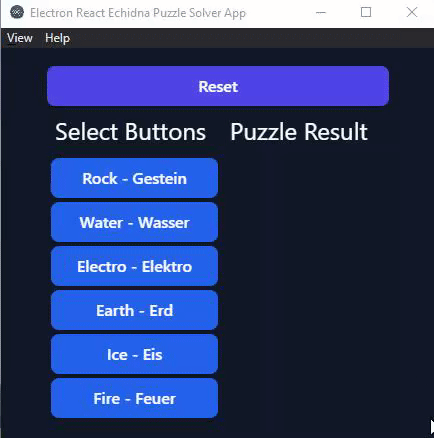 Electron React Echidna Puzzle Solver App
View Help
Reset
Select Buttons Puzzle Result
Rock - Gestein
Water - Wasser
Electro - Elektro
Earth - Erd
Ice - Eis
Fire - Feuer